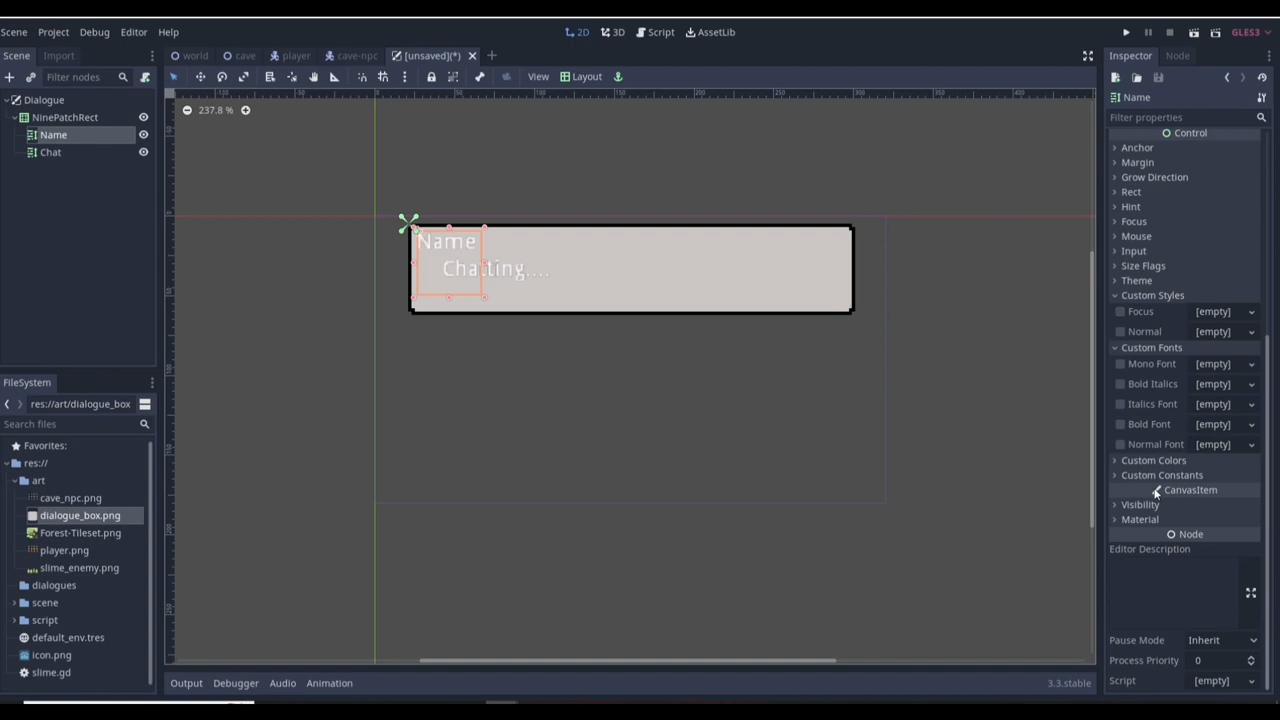 Scene Project Debug Editor Help 2D 3D Script AssetLib GLES3
Scene Import world cave player cave-npc [unsaved](*) Inspector Node
Filter nodes View Layout
Dialogue 237.8 % Name
NinePatchRect Filter properties
Name Control
Chat Anchor
Margin
Grow Direction
Rect
Hint
Focus
Mouse
Input
Size Flags
Theme
Custom Styles
Focus [empty]
Normal [empty]
Custom Fonts
Mono Font [empty]
Bold Italics [empty]
Italics Font [empty]
Bold Font [empty]
Normal Font [empty]
Custom Colors
Custom Constants
CanvasItem
Visibility
Material
Node
Editor Description
Pause Mode Inherit
Process Priority 0
Script [empty]
Name
Chatting....
FileSystem
res://art/dialogue_box
Search files
Favorites:
res://
art
cave_npc.png
dialogue_box.png
Forest-Tileset.png
player.png
slime_enemy.png
dialogues
scene
script
default_env.tres
icon.png
slime.gd
Output Debugger Audio Animation 3.3.stable